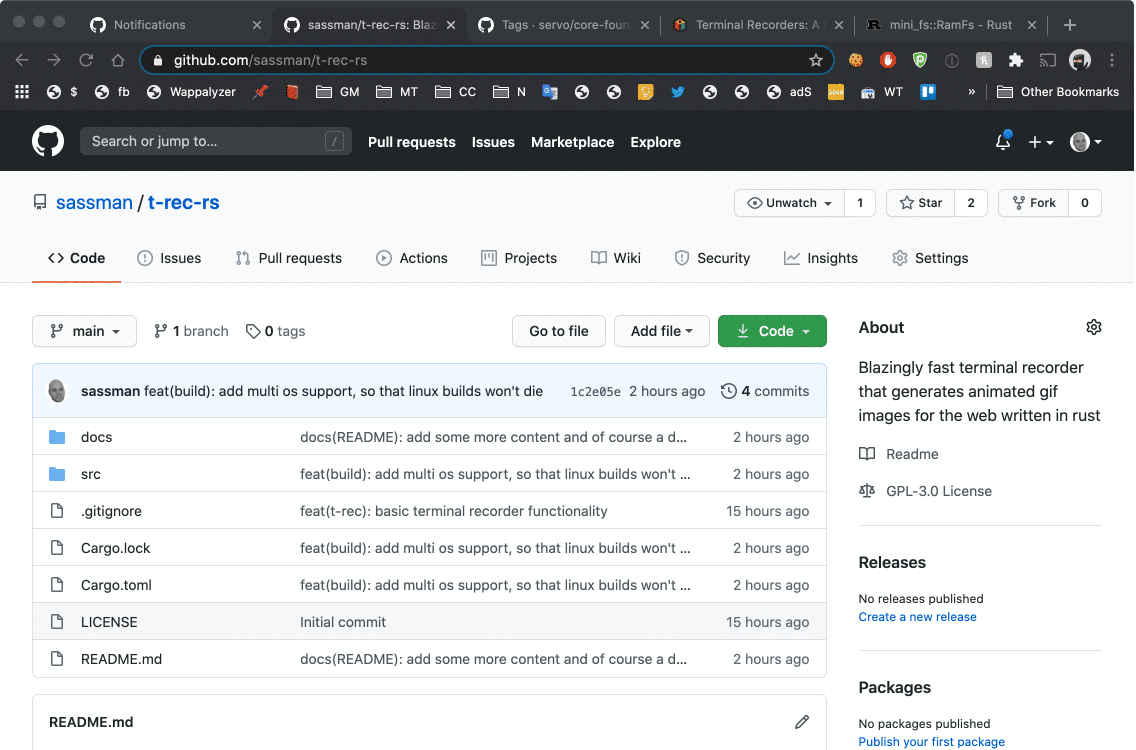 Notifications
sassman/t-rec-rs: Blaz
Tags · servo/core-foun
Terminal Recorders: A
mini_fs::RamFs - Rust
github.com/sassman/t-rec-rs
$
fb
Wappalyzer
GM
MT
CC
N
adS
WT
»
Other Bookmarks
Search or jump to…
/
Pull requests
Issues
Marketplace
Explore
sassman / t-rec-rs
Unwatch 1
Star 2
Fork 0
Code
Issues
Pull requests
Actions
Projects
Wiki
Security
Insights
Settings
main
1 branch
0 tags
Go to file
Add file
Code
sassman feat(build): add multi os support, so that linux builds won't die 1c2e05e 2 hours ago 4 commits
docs docs(README): add some more content and of course a d… 2 hours ago
src feat(build): add multi os support, so that linux builds won't … 2 hours ago
.gitignore feat(t-rec): basic terminal recorder functionality 15 hours ago
Cargo.lock feat(build): add multi os support, so that linux builds won't … 2 hours ago
Cargo.toml feat(build): add multi os support, so that linux builds won't … 2 hours ago
LICENSE Initial commit 15 hours ago
README.md docs(README): add some more content and of course a d… 2 hours ago
README.md
About
Blazingly fast terminal recorder
that generates animated gif
images for the web written in rust
Readme
GPL-3.0 License
Releases
No releases published
Create a new release
Packages
No packages published
Publish your first package